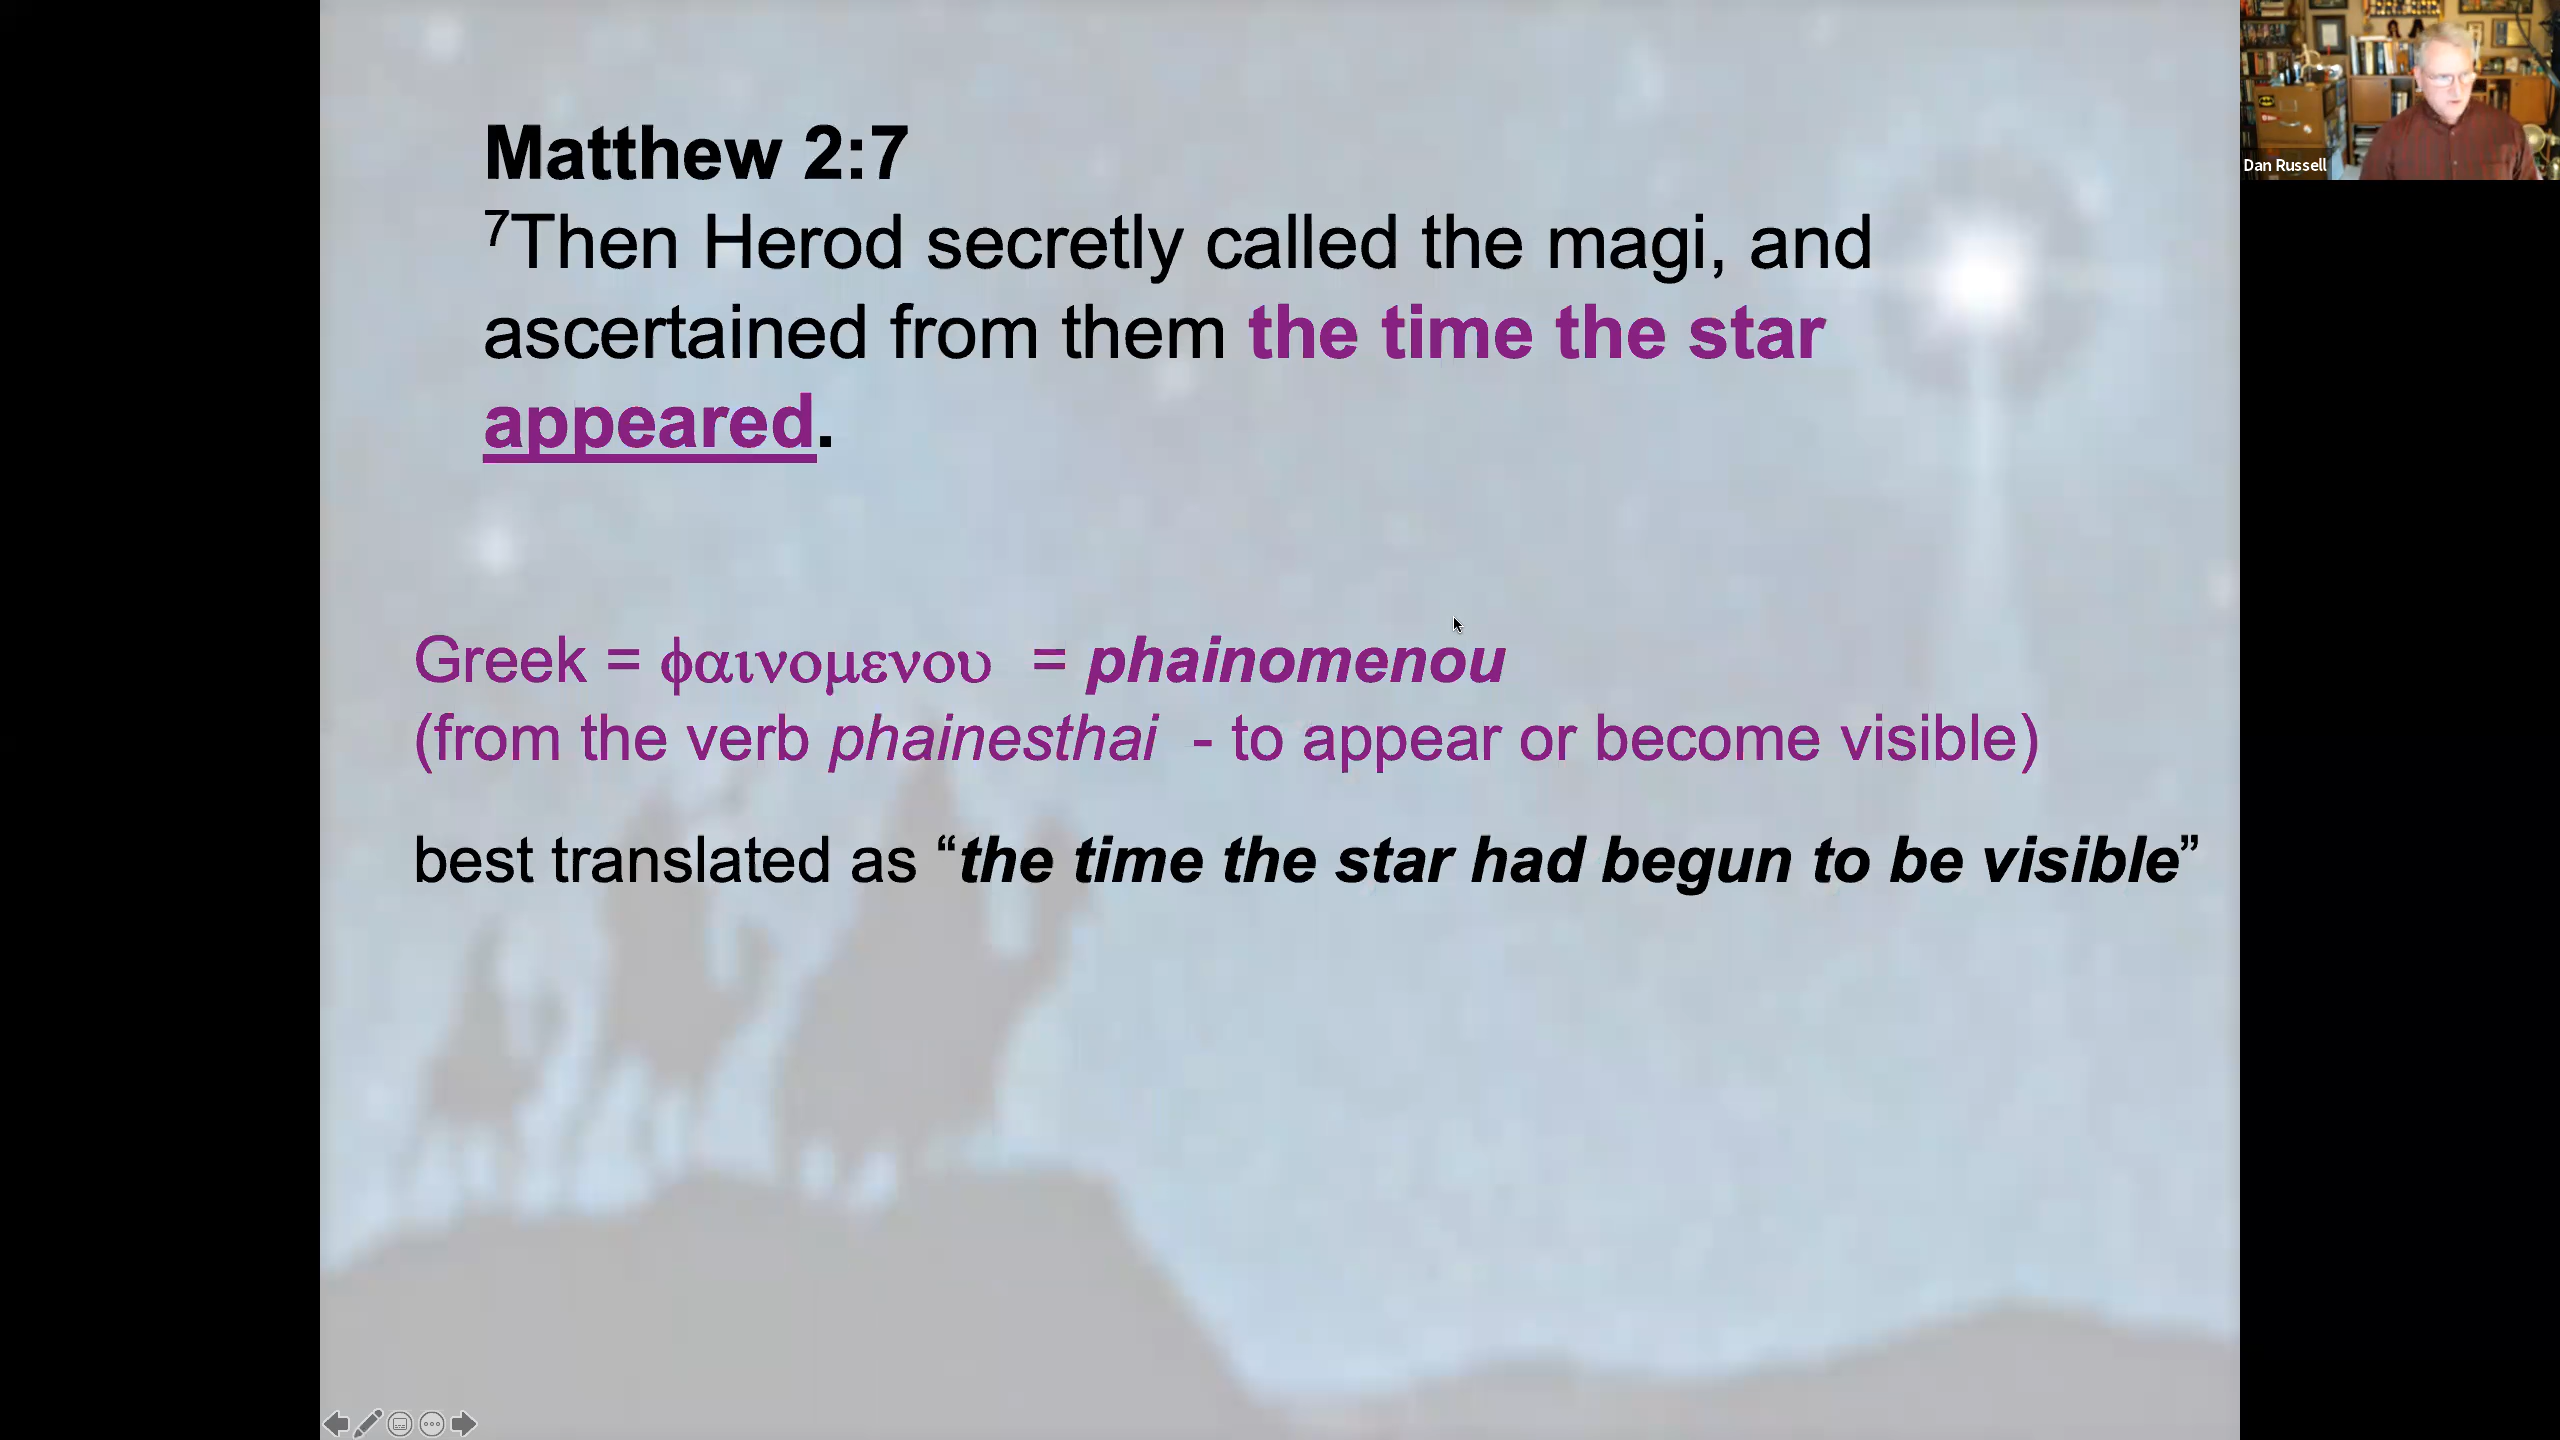 Matthew 2:7
7Then Herod secretly called the magi, and
ascertained from them the time the star
appeared.
Greek = φαινομενου = phainomenou
(from the verb phainesthai - to appear or become visible)
best translated as “the time the star had begun to be visible”
Dan Russell